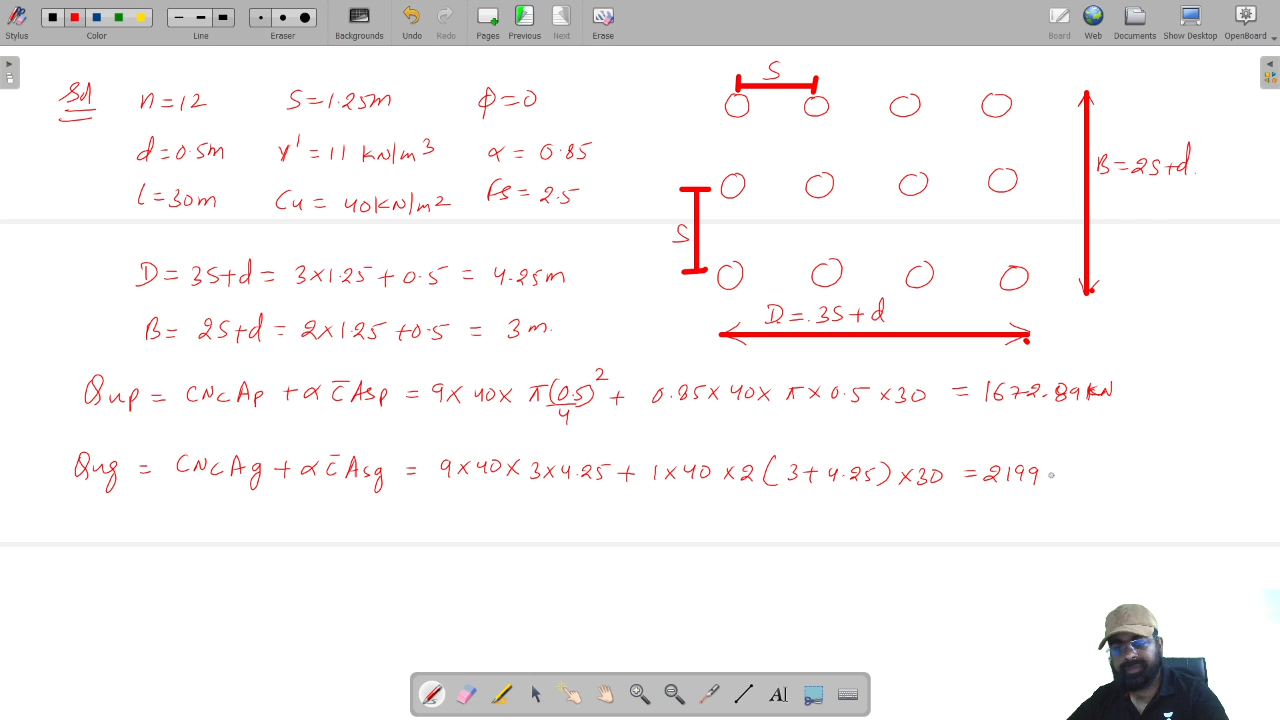 Stylus Color Line Eraser Backgrounds Undo Redo Pages Previous Next Erase Board Web Documents Show Desktop OpenBoard
Sol n = 12 S = 1.25m φ = 0
d = 0.5m γ' = 11 kN/m³ α = 0.85
l = 30m Cu = 40kN/m² Fs = 2.5
S
S
B = 2S+d.
D = 3S+d
D = 3S+d = 3×1.25 + 0.5 = 4.25m
B = 2S+d = 2×1.25 +0.5 = 3m.
Qup = CNcAp + α c̄ Asp = 9 × 40 × π(0.5)²/4 + 0.85 × 40 × π × 0.5 × 30 = 1672.89 kN
Qug = CNcAg + α c̄ Asg = 9 × 40 × 3 × 4.25 + 1 × 40 × 2 (3 + 4.25) × 30 = 2199